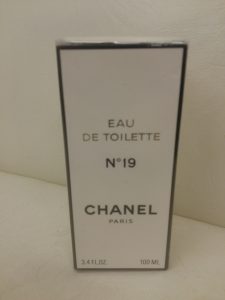 EAU
DE TOILETTE
N°19
CHANEL
PARIS
3.4 FL.OZ. 100 ML